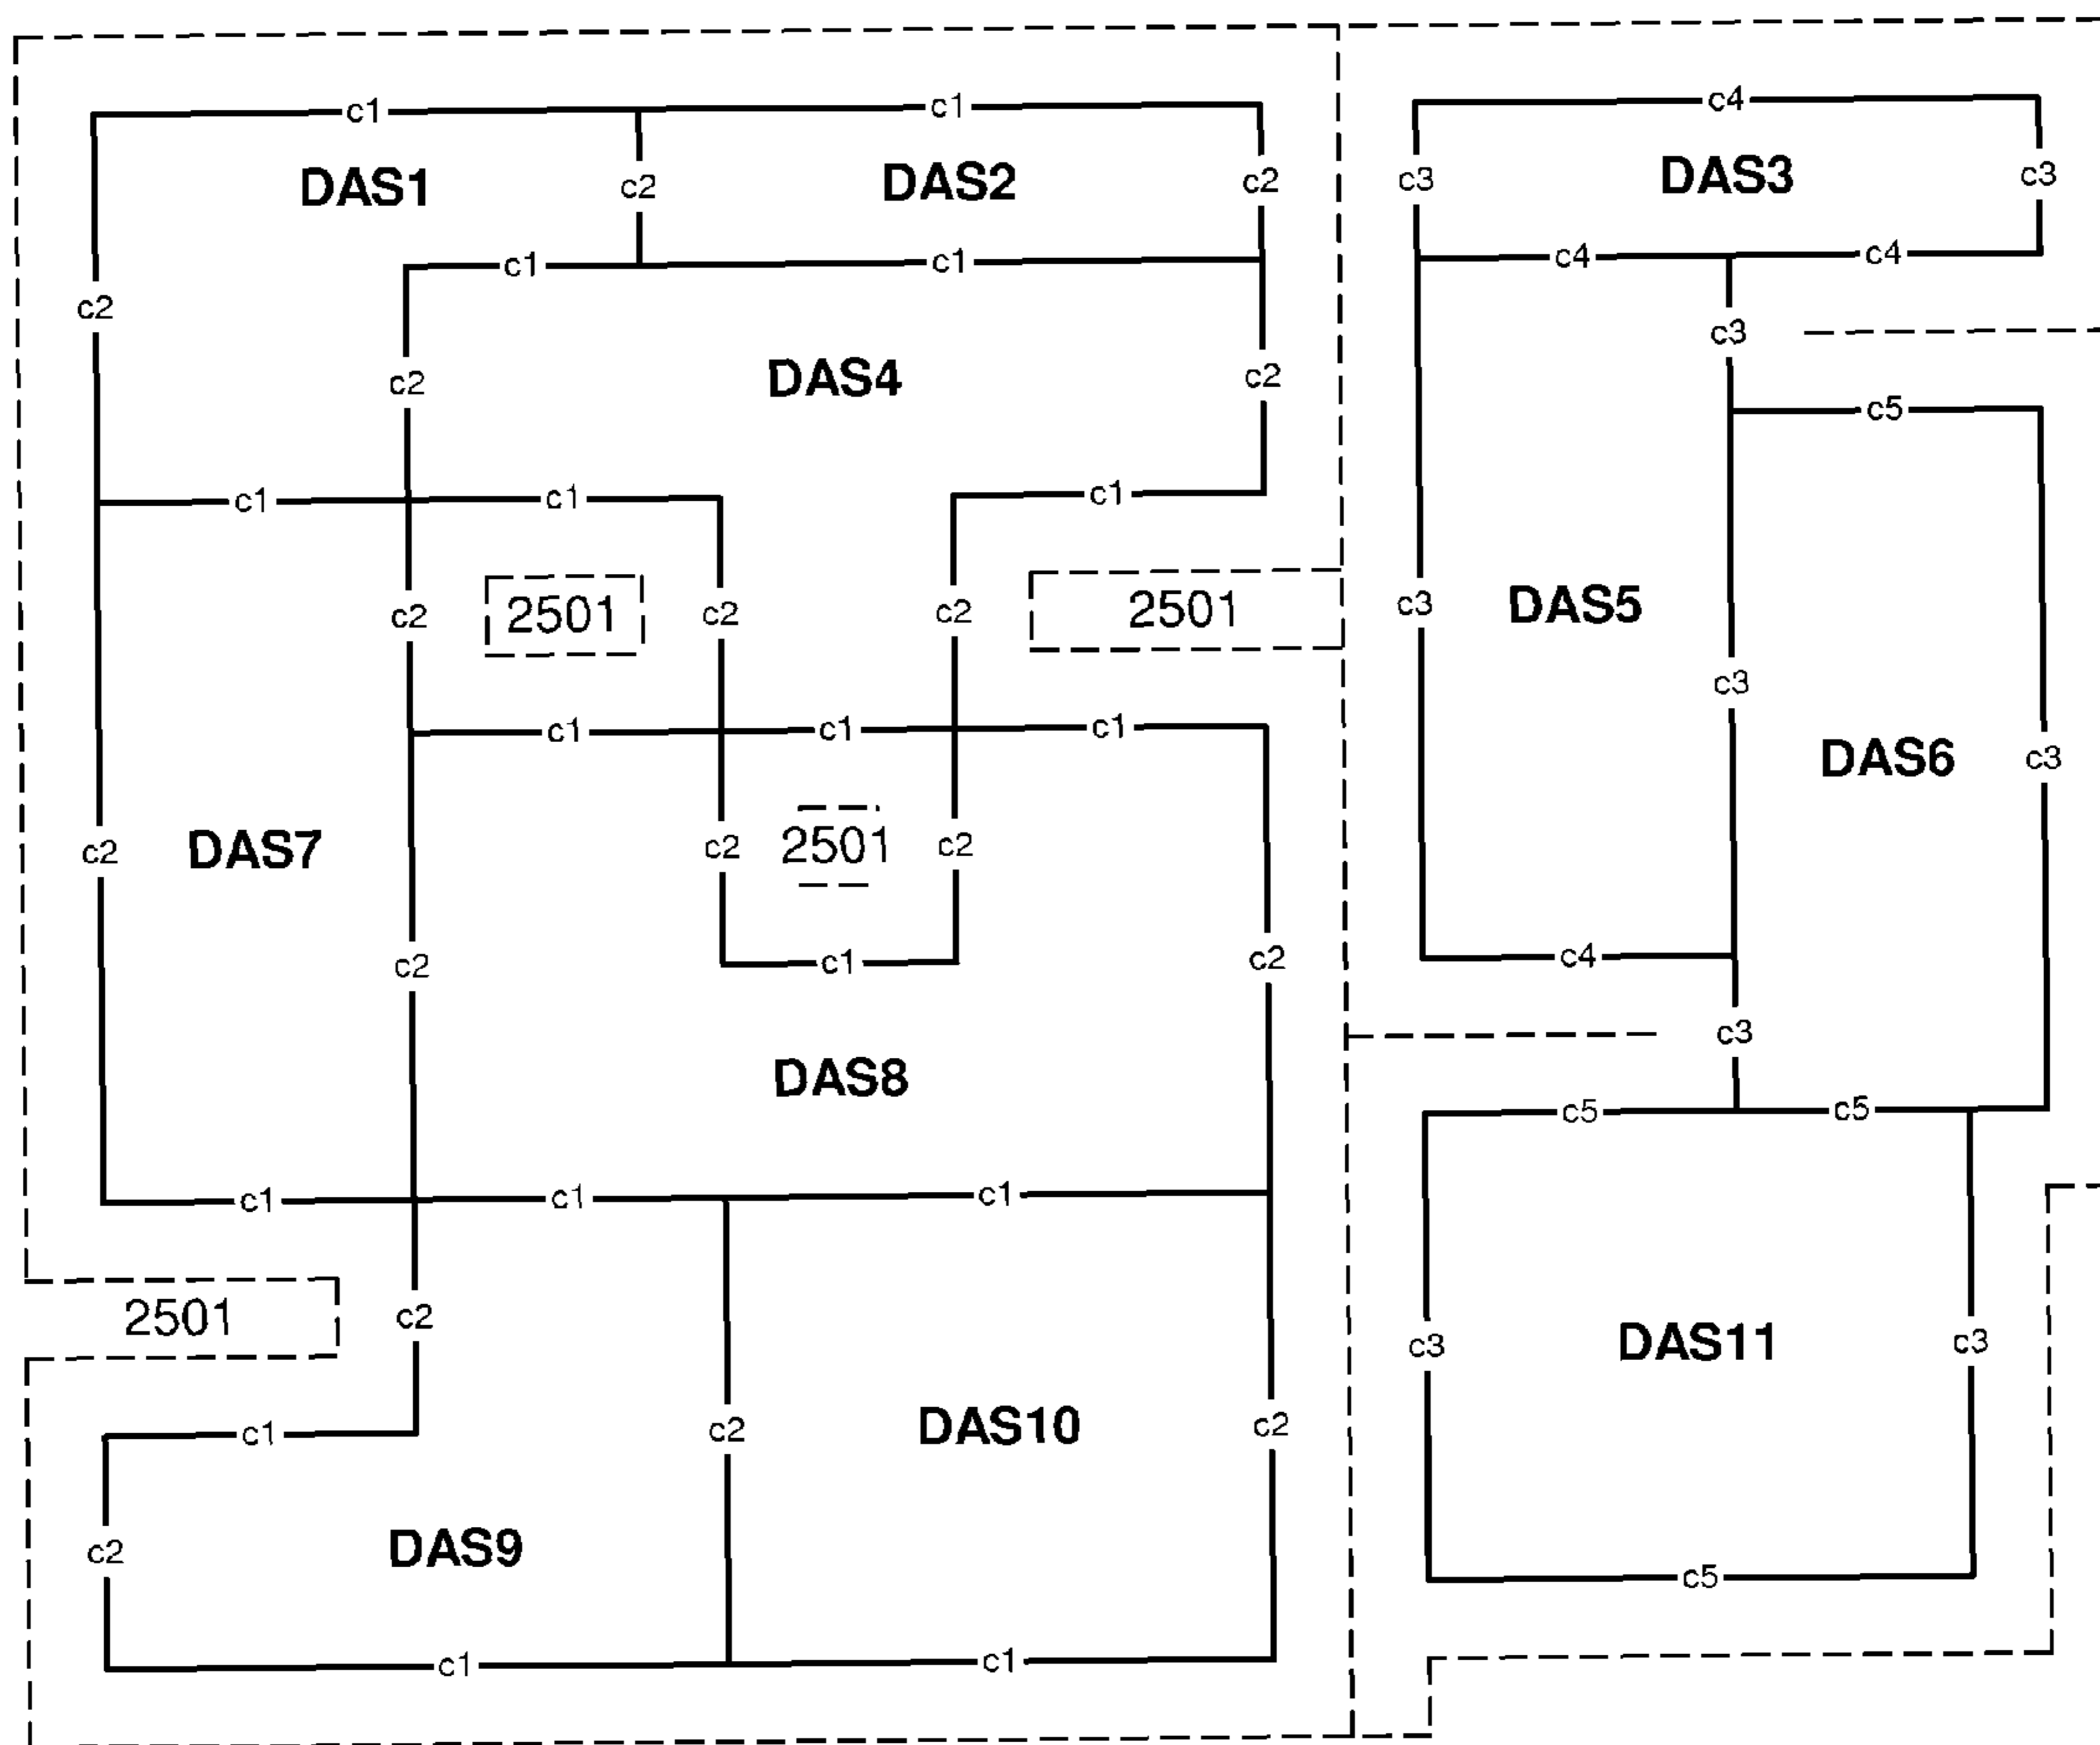 c1 c1 c4
DAS1 c2 DAS2 c2 c3 DAS3 c3
c1 c1 c4 c4
c2 c3
c2 DAS4 c2
c5
c1 c1 c1
c2 2501 c2 c2 2501 c3 DAS5
c3
c1 c1 c1
DAS6 c3
c2 DAS7 c2 2501 c2
c2 c1 c2 c4
c3
DAS8
c5 c5
c1 c1 c1
2501 c2
c3 DAS11 c3
c1 c2 DAS10 c2
c2 DAS9
c5
c1 c1